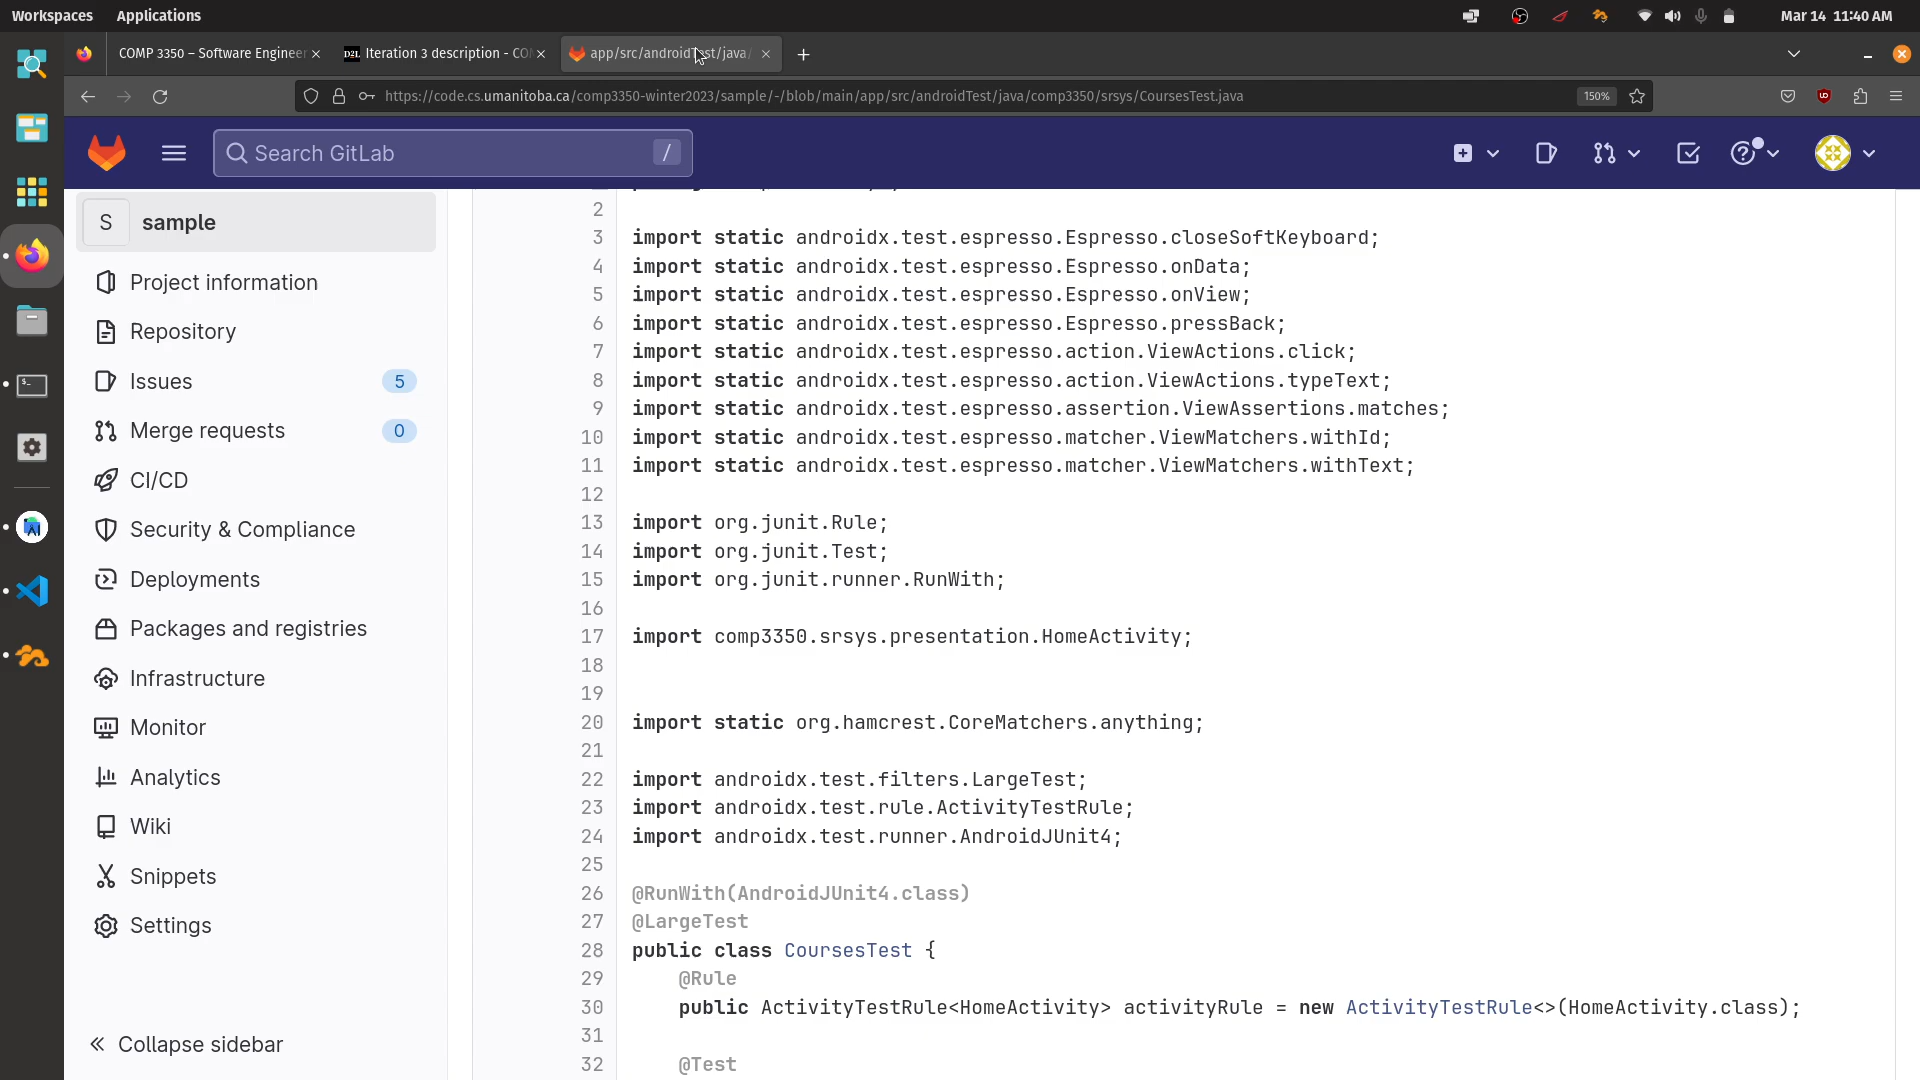 Workspaces Applications Mar 14 11:40 AM
COMP 3350 – Software Engineer D2L Iteration 3 description - CO app/src/androidTest/java/
https://code.cs.umanitoba.ca/comp3350-winter2023/sample/-/blob/main/app/src/androidTest/java/comp3350/srsys/CoursesTest.java 150%
Search GitLab /
S sample
Project information
Repository
Issues 5
Merge requests 0
CI/CD
Security & Compliance
Deployments
Packages and registries
Infrastructure
Monitor
Analytics
Wiki
Snippets
Settings
Collapse sidebar
2
3 import static androidx.test.espresso.Espresso.closeSoftKeyboard;
4 import static androidx.test.espresso.Espresso.onData;
5 import static androidx.test.espresso.Espresso.onView;
6 import static androidx.test.espresso.Espresso.pressBack;
7 import static androidx.test.espresso.action.ViewActions.click;
8 import static androidx.test.espresso.action.ViewActions.typeText;
9 import static androidx.test.espresso.assertion.ViewAssertions.matches;
10 import static androidx.test.espresso.matcher.ViewMatchers.withId;
11 import static androidx.test.espresso.matcher.ViewMatchers.withText;
12
13 import org.junit.Rule;
14 import org.junit.Test;
15 import org.junit.runner.RunWith;
16
17 import comp3350.srsys.presentation.HomeActivity;
18
19
20 import static org.hamcrest.CoreMatchers.anything;
21
22 import androidx.test.filters.LargeTest;
23 import androidx.test.rule.ActivityTestRule;
24 import androidx.test.runner.AndroidJUnit4;
25
26 @RunWith(AndroidJUnit4.class)
27 @LargeTest
28 public class CoursesTest {
29 @Rule
30 public ActivityTestRule<HomeActivity> activityRule = new ActivityTestRule<>(HomeActivity.class);
31
32 @Test